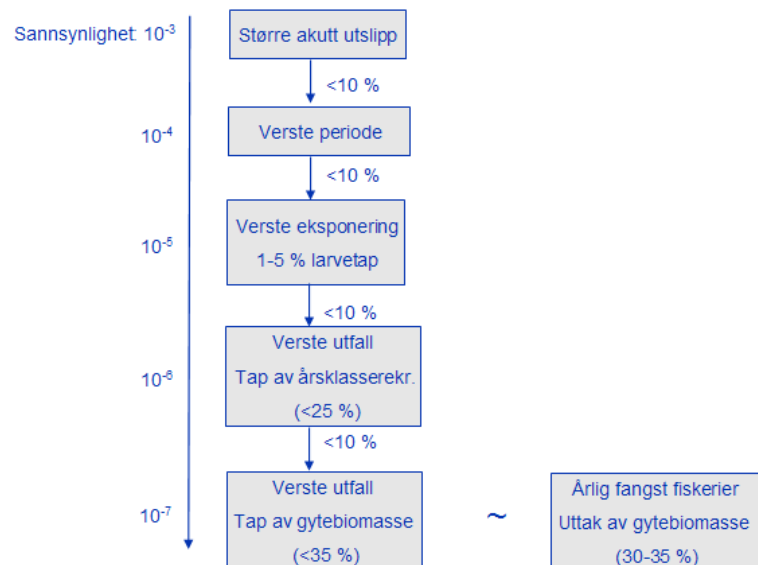 Sannsynlighet: 10⁻³
Større akutt utslipp
<10 %
10⁻⁴
Verste periode
<10 %
10⁻⁵
Verste eksponering
1-5 % larvetap
<10 %
10⁻⁶
Verste utfall
Tap av årsklasserekr.
(<25 %)
<10 %
10⁻⁷
Verste utfall
Tap av gytebiomasse
(<35 %)
~
Årlig fangst fiskerier
Uttak av gytebiomasse
(30-35 %)